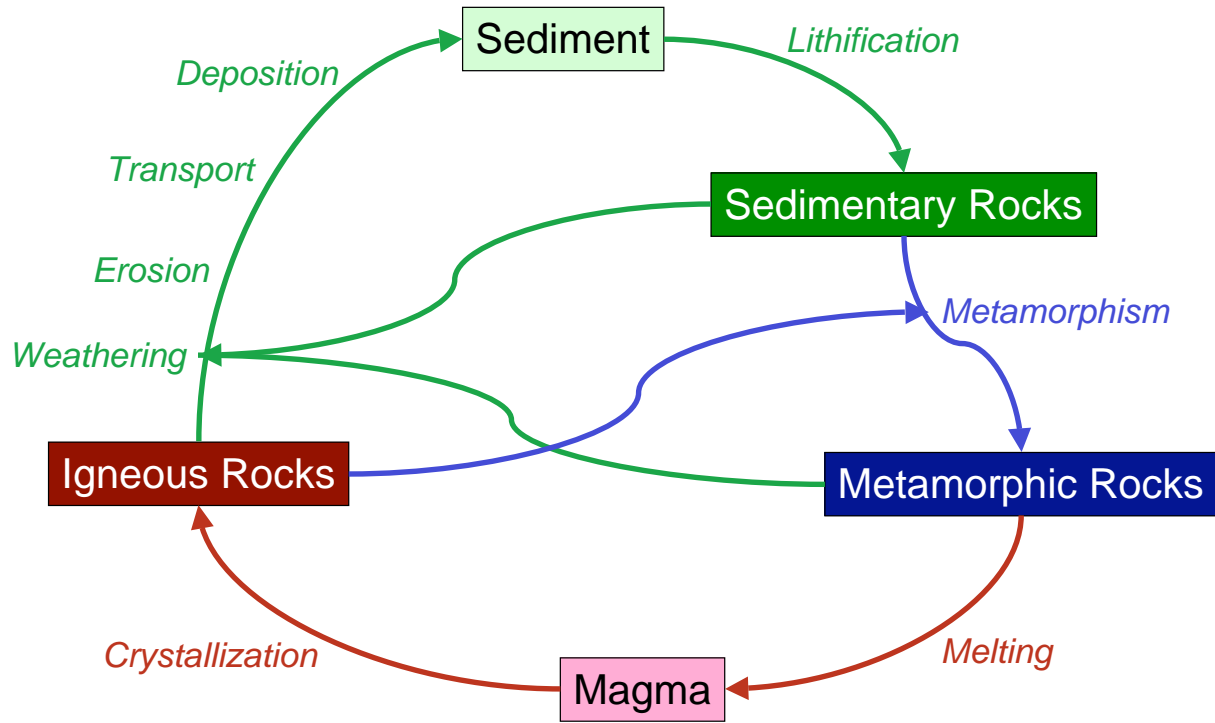 Sediment
Lithification
Deposition
Transport
Sedimentary Rocks
Erosion
Metamorphism
Weathering
Igneous Rocks
Metamorphic Rocks
Crystallization
Melting
Magma